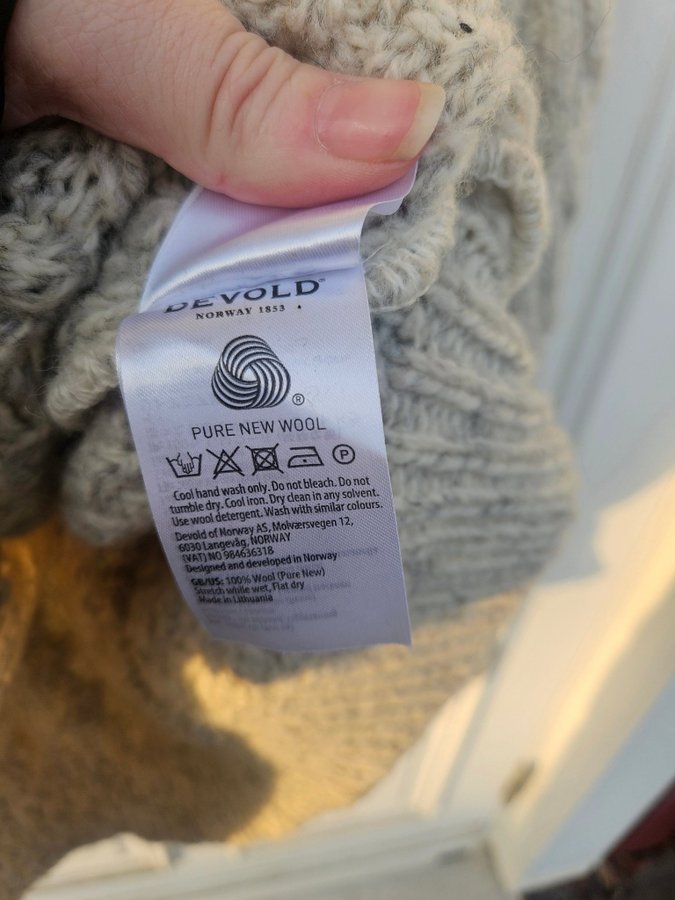 DEVOLD®
NORWAY 1853
®
PURE NEW WOOL
P
Cool hand wash only. Do not bleach. Do not
tumble dry. Cool iron. Dry clean in any solvent.
Use wool detergent. Wash with similar colours.
Devold of Norway AS, Molværsvegen 12,
6030 Langevåg, NORWAY
(VAT) NO 984636318
Designed and developed in Norway
GB/US: 100% Wool (Pure New)
Stretch while wet, Flat dry
Made in Lithuania